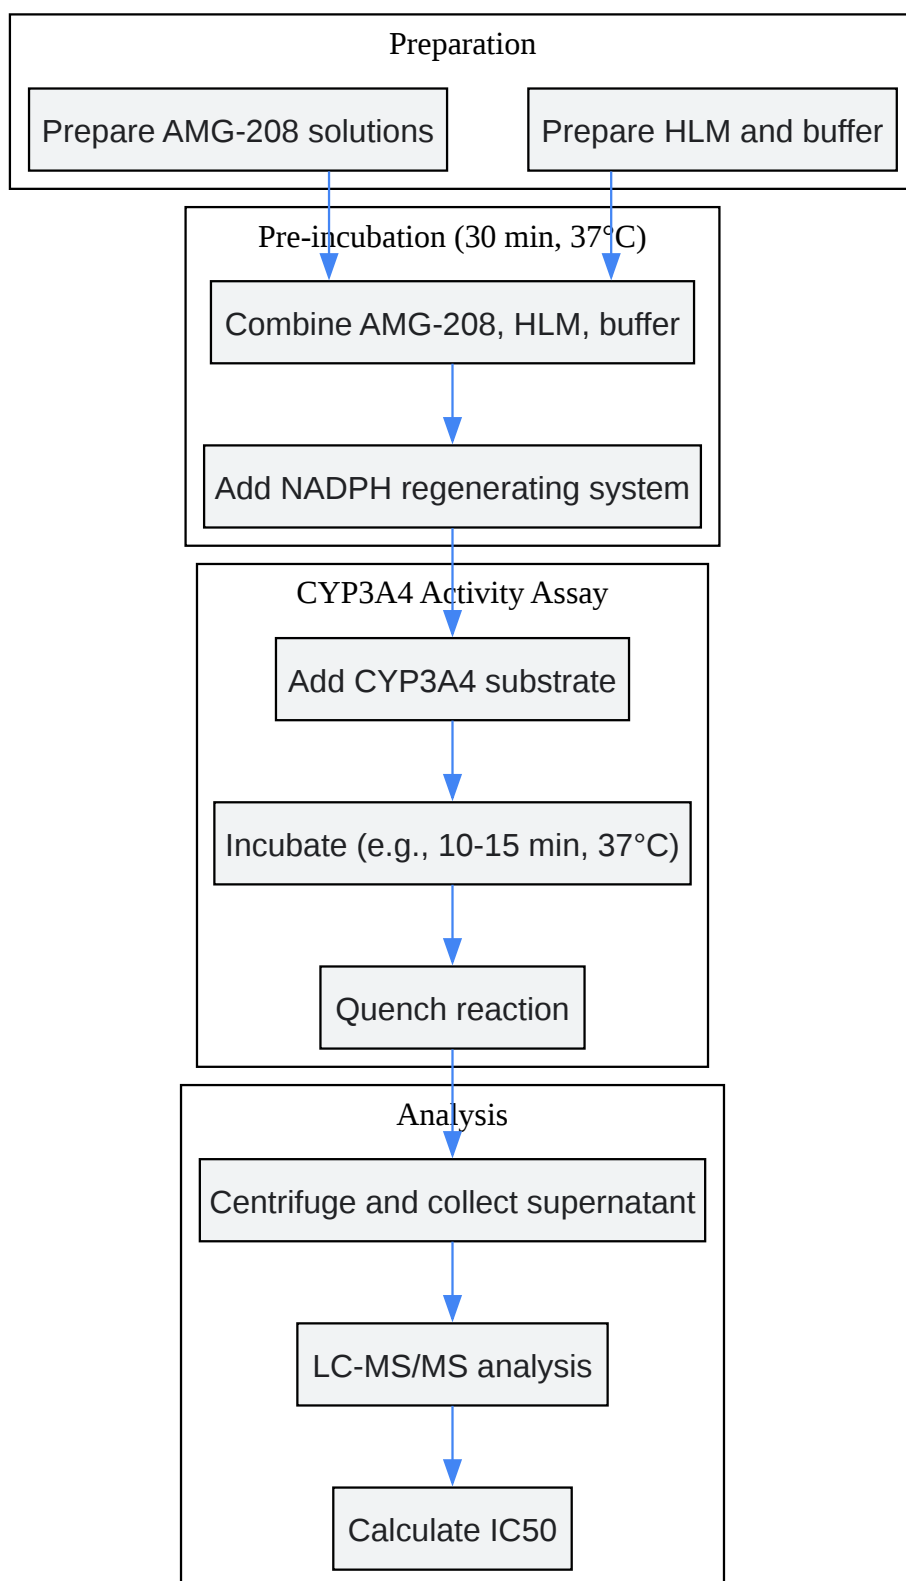 Preparation
Prepare AMG-208 solutions
Prepare HLM and buffer
Pre-incubation (30 min, 37°C)
Combine AMG-208, HLM, buffer
Add NADPH regenerating system
CYP3A4 Activity Assay
Add CYP3A4 substrate
Incubate (e.g., 10-15 min, 37°C)
Quench reaction
Analysis
Centrifuge and collect supernatant
LC-MS/MS analysis
Calculate IC50